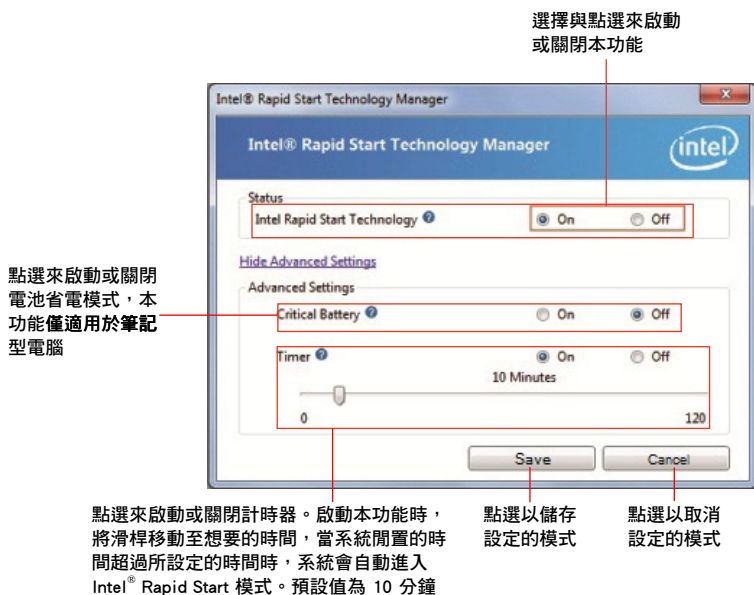 選擇與點選來啟動
或關閉本功能
Intel® Rapid Start Technology Manager
Intel® Rapid Start Technology Manager
intel
Status
Intel Rapid Start Technology ? On Off
Hide Advanced Settings
Advanced Settings
Critical Battery ? On Off
Timer ? On Off
10 Minutes
0 120
Save Cancel
點選來啟動或關閉
電池省電模式，本
功能僅適用於筆記
型電腦
點選來啟動或關閉計時器。啟動本功能時，
將滑桿移動至想要的時間，當系統閒置的時
間超過所設定的時間時，系統會自動進入
Intel® Rapid Start 模式。預設值為 10 分鐘
點選以儲存
設定的模式
點選以取消
設定的模式